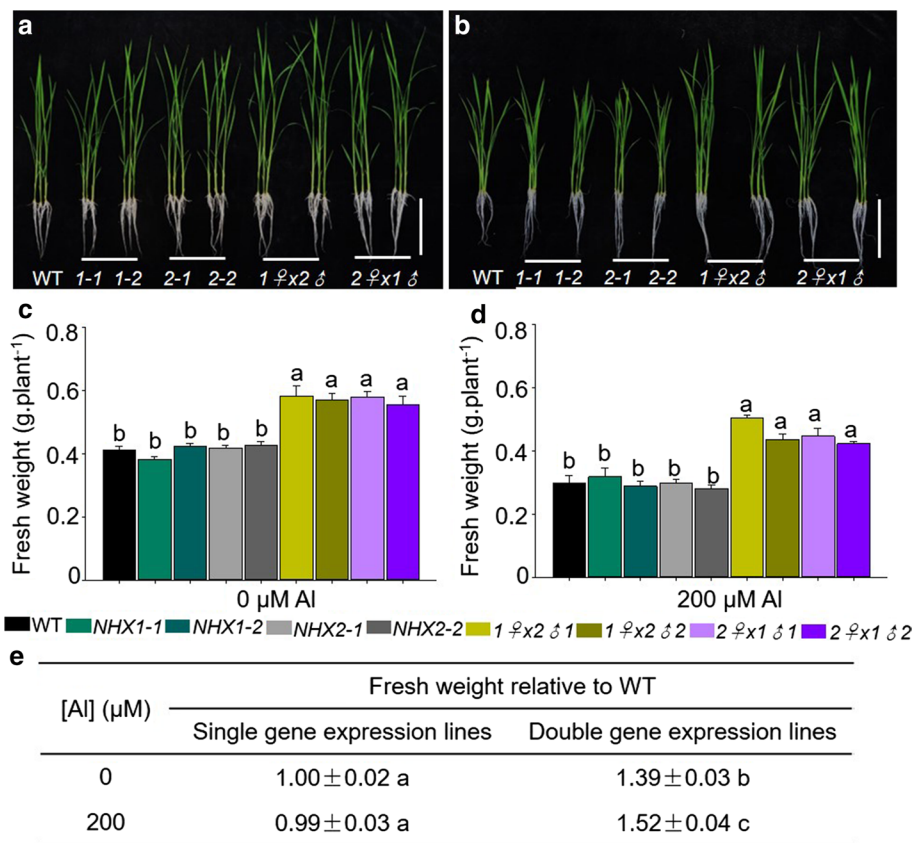 a
b
WT 1-1 1-2 2-1 2-2 1♀x2♂ 2♀x1♂
WT 1-1 1-2 2-1 2-2 1♀x2♂ 2♀x1♂
c
Fresh weight (g.plant⁻¹)
0.8
0.6
0.4
0.2
0
b b b b b a a a a
0 µM Al
d
Fresh weight (g.plant⁻¹)
0.8
0.6
0.4
0.2
0
b b b b b a a a a
200 µM Al
WT NHX1-1 NHX1-2 NHX2-1 NHX2-2 1♀x2♂1 1♀x2♂2 2♀x1♂1 2♀x1♂2
e
[Al] (µM)
Fresh weight relative to WT
Single gene expression lines Double gene expression lines
0 1.00±0.02 a 1.39±0.03 b
200 0.99±0.03 a 1.52±0.04 c